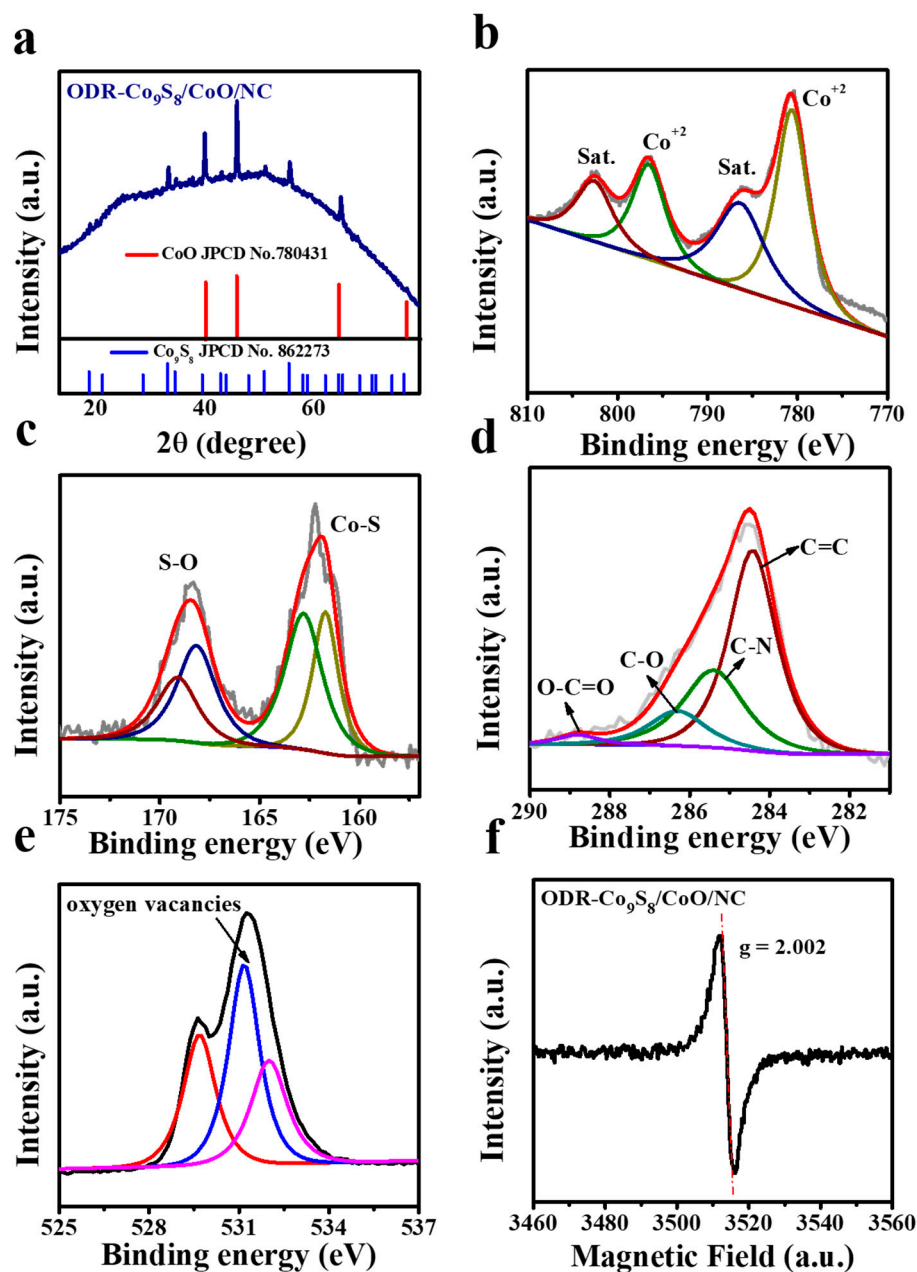 a
ODR-Co₉S₈/CoO/NC
Intensity (a.u.)
CoO JPCD No.780431
Co₉S₈ JPCD No. 862273
20 40 60
2θ (degree)
b
Co⁺²
Co⁺²
Sat.
Sat.
Intensity (a.u.)
810 800 790 780 770
Binding energy (eV)
c
Co-S
S-O
Intensity (a.u.)
175 170 165 160
Binding energy (eV)
d
C=C
C-N
C-O
O-C=O
Intensity (a.u.)
290 288 286 284 282
Binding energy (eV)
e
oxygen vacancies
Intensity (a.u.)
525 528 531 534 537
Binding energy (eV)
f
ODR-Co₉S₈/CoO/NC
g = 2.002
Intensity (a.u.)
3460 3480 3500 3520 3540 3560
Magnetic Field (a.u.)